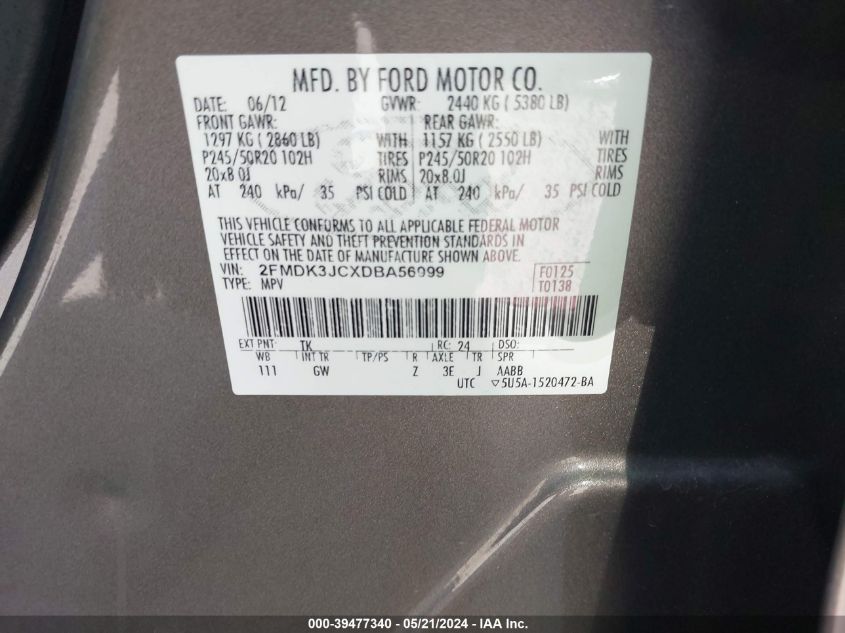 MFD. BY FORD MOTOR CO.
DATE: 06/12 GVWR: 2440 KG ( 5380 LB)
FRONT GAWR: REAR GAWR:
1297 KG ( 2860 LB) WITH 1157 KG ( 2550 LB) WITH
P245/50R20 102H TIRES P245/50R20 102H TIRES
20x8.0J RIMS 20x8.0J RIMS
AT 240 kPa/ 35 PSI COLD AT 240 kPa/ 35 PSI COLD
THIS VEHICLE CONFORMS TO ALL APPLICABLE FEDERAL MOTOR
VEHICLE SAFETY AND THEFT PREVENTION STANDARDS IN
EFFECT ON THE DATE OF MANUFACTURE SHOWN ABOVE.
VIN: 2FMDK3JCXDBA56099 F0125
TYPE: MPV T0138
EXT PNT: TK RC: 24 DSO:
WB INT TR TP/PS R AXLE TR SPR
111 GW Z 3E J AABB
UTC ▽5U5A-1520472-BA
000-39477340 - 05/21/2024 - IAA Inc.